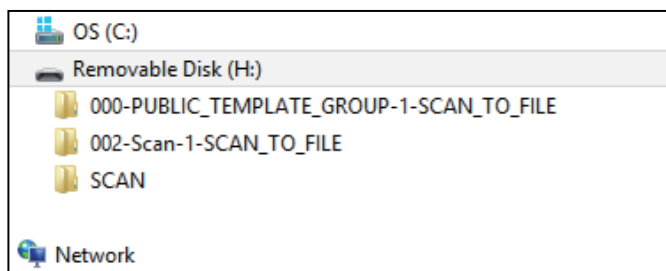 OS (C:)
Removable Disk (H:)
000-PUBLIC_TEMPLATE_GROUP-1-SCAN_TO_FILE
002-Scan-1-SCAN_TO_FILE
SCAN
Network